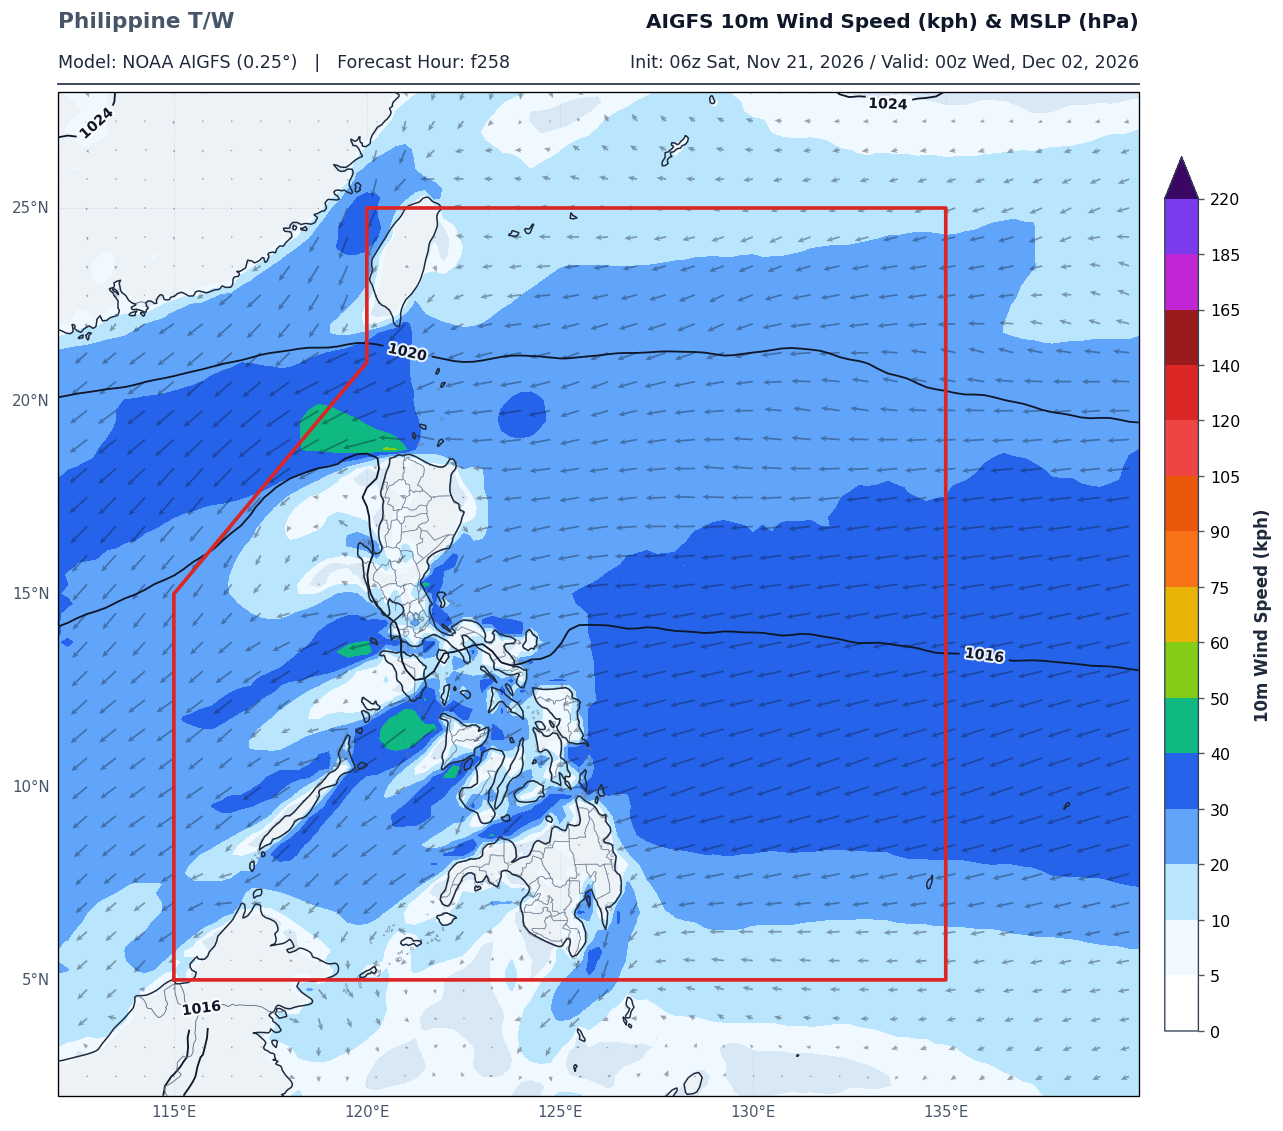 Philippine T/W
AIGFS 10m Wind Speed (kph) & MSLP (hPa)
Model: NOAA AIGFS (0.25°)   |   Forecast Hour: f258
Init: 06z Sat, Nov 21, 2026 / Valid: 00z Wed, Dec 02, 2026
1024
1024
1020
1016
1016
25°N
20°N
15°N
10°N
5°N
115°E
120°E
125°E
130°E
135°E
220
185
165
140
120
105
90
75
60
50
40
30
20
10
5
0
10m Wind Speed (kph)